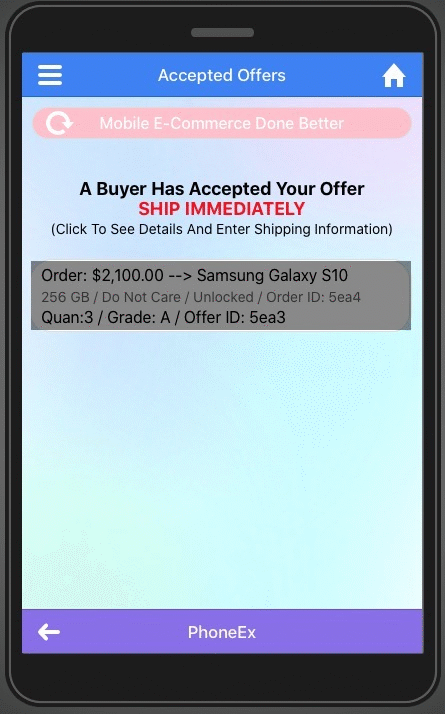 Accepted Offers
Mobile E-Commerce Done Better
A Buyer Has Accepted Your Offer
SHIP IMMEDIATELY
(Click To See Details And Enter Shipping Information)
Order: $2,100.00 --> Samsung Galaxy S10
256 GB / Do Not Care / Unlocked / Order ID: 5ea4
Quan:3 / Grade: A / Offer ID: 5ea3
PhoneEx